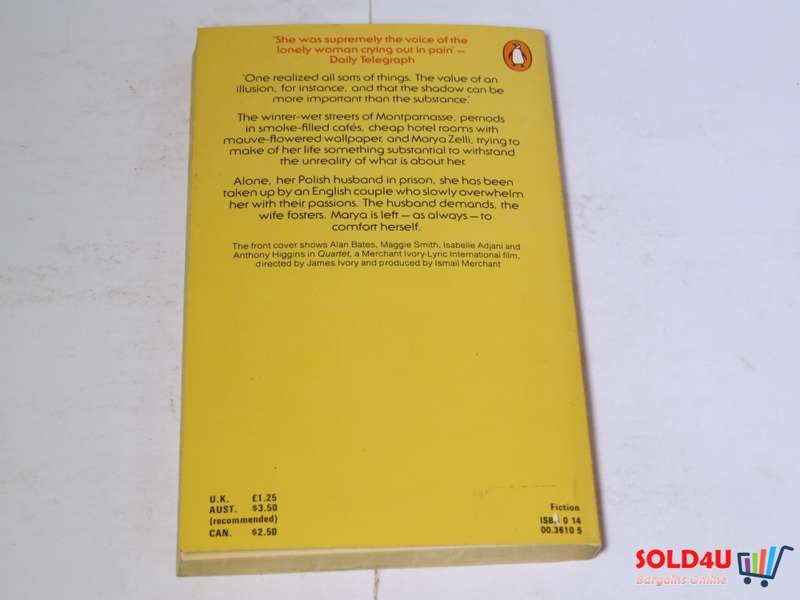 'She was supremely the voice of the
lonely woman crying out in pain' –
Daily Telegraph
'One realized all sorts of things. The value of an
illusion, for instance, and that the shadow can be
more important than the substance.'
The winter-wet streets of Montparnasse, pernods
in smoke-filled cafés, cheap hotel rooms with
mauve-flowered wallpaper, and Marya Zelli, trying to
make of her life something substantial to withstand
the unreality of what is about her.
Alone, her Polish husband in prison, she has been
taken up by an English couple who slowly overwhelm
her with their passions. The husband demands, the
wife fosters. Marya is left – as always – to
comfort herself.
The front cover shows Alan Bates, Maggie Smith, Isabelle Adjani and
Anthony Higgins in Quartet, a Merchant Ivory-Lyric International film,
directed by James Ivory and produced by Ismail Merchant
U.K. £1.25
AUST. $3.50
(recommended)
CAN. $2.50
Fiction
ISBN 0 14
00.3610 5
SOLD4U
Bargains Online